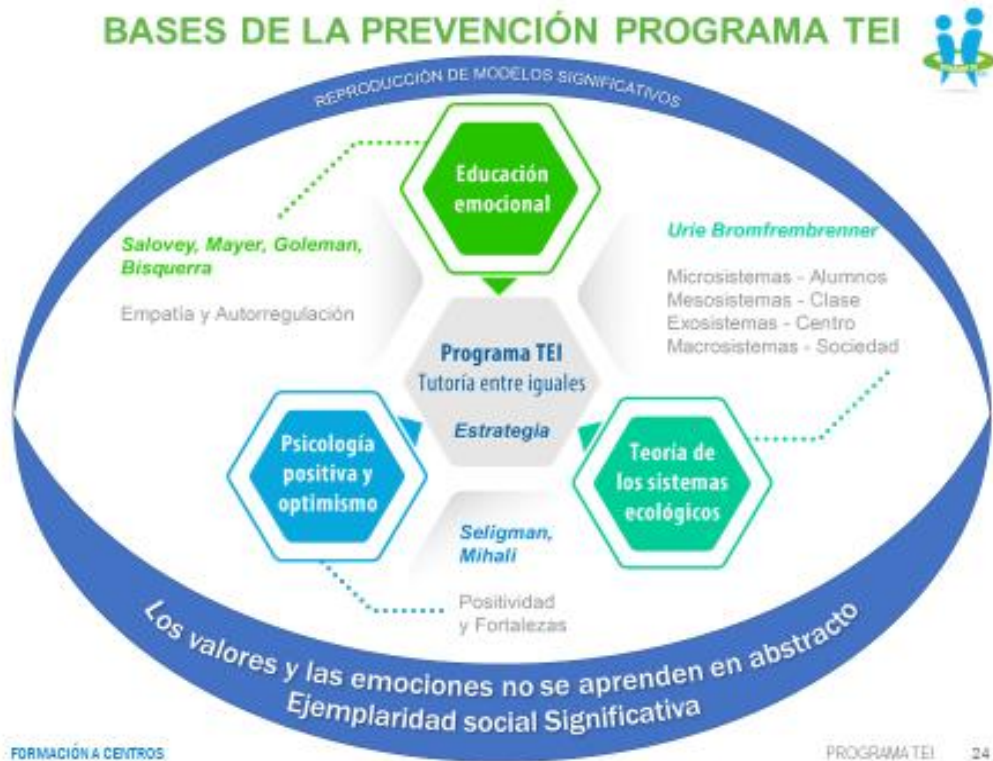 BASES DE LA PREVENCIÓN PROGRAMA TEI
REPRODUCCIÓN DE MODELOS SIGNIFICATIVOS
Educación
emocional
Salovey, Mayer, Goleman,
Bisquerra
Empatía y Autorregulación
Urie Bromfrembrenner
Microsistemas - Alumnos
Mesosistemas - Clase
Exosistemas - Centro
Macrosistemas - Sociedad
Programa TEI
Tutoría entre iguales
Estrategia
Psicología
positiva y
optimismo
Teoría de
los sistemas
ecológicos
Seligman,
Mihali
Positividad
y Fortalezas
Los valores y las emociones no se aprenden en abstracto
Ejemplaridad social Significativa
FORMACIÓN A CENTROS
PROGRAMA TEI 24